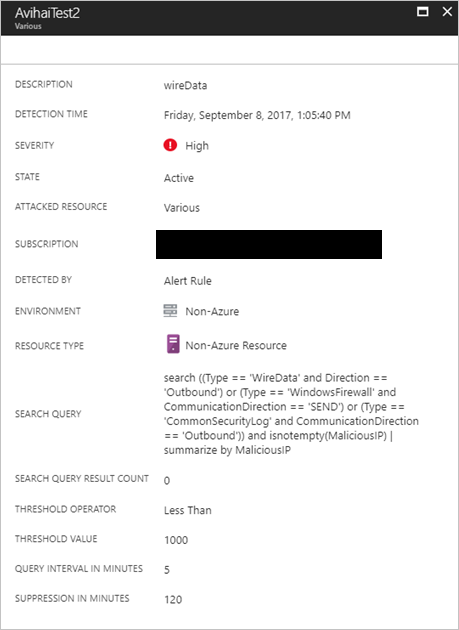 AvihaiTest2
Various
DESCRIPTION wireData
DETECTION TIME Friday, September 8, 2017, 1:05:40 PM
SEVERITY High
STATE Active
ATTACKED RESOURCE Various
SUBSCRIPTION
DETECTED BY Alert Rule
ENVIRONMENT Non-Azure
RESOURCE TYPE Non-Azure Resource
SEARCH QUERY
search ((Type == 'WireData' and Direction ==
'Outbound') or (Type == 'WindowsFirewall' and
CommunicationDirection == 'SEND') or (Type ==
'CommonSecurityLog' and CommunicationDirection
== 'Outbound')) and isnotempty(MaliciousIP) |
summarize by MaliciousIP
SEARCH QUERY RESULT COUNT 0
THRESHOLD OPERATOR Less Than
THRESHOLD VALUE 1000
QUERY INTERVAL IN MINUTES 5
SUPPRESSION IN MINUTES 120